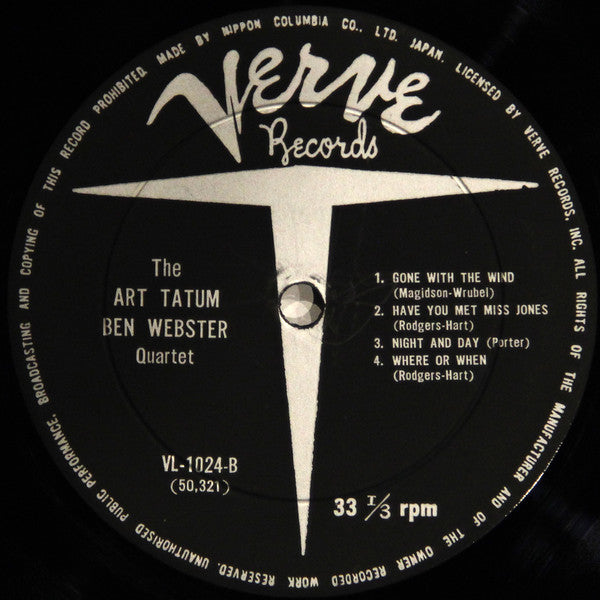 MADE BY NIPPON COLUMBIA CO., LTD. JAPAN. LICENSED BY VERVE RECORDS, INC. ALL RIGHTS OF THE MANUFACTURER AND OF THE OWNER RECORDED WORK RESERVED. UNAUTHORISED PUBLIC PERFORMANCE, BROADCASTING AND COPYING OF THIS RECORD PROHIBITED.
Verve
Records
The
ART TATUM
BEN WEBSTER
Quartet
1. GONE WITH THE WIND
(Magidson-Wrubel)
2. HAVE YOU MET MISS JONES
(Rodgers-Hart)
3. NIGHT AND DAY (Porter)
4. WHERE OR WHEN
(Rodgers-Hart)
VL-1024-B
(50,321)
33 1/3 rpm